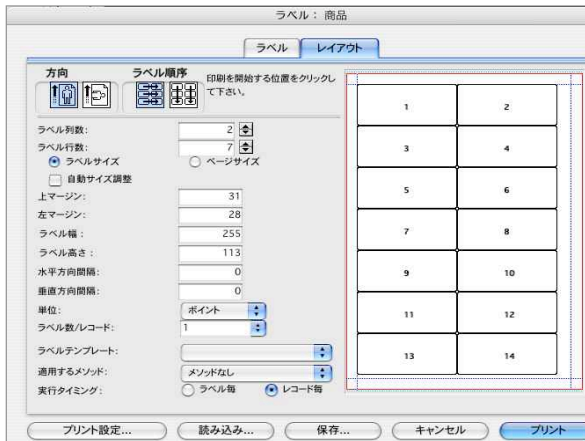 ラベル： 商品
ラベル レイアウト
方向 ラベル順序 印刷を開始する位置をクリックし
て下さい。
ラベル列数: 2
ラベル行数: 7
ラベルサイズ ページサイズ
自動サイズ調整
上マージン: 31
左マージン: 28
ラベル幅： 255
ラベル高さ： 113
水平方向間隔: 0
垂直方向間隔: 0
単位: ポイント
ラベル数/レコード: 1
ラベルテンプレート:
適用するメソッド: メソッドなし
実行タイミング: ラベル毎 レコード毎
1 2
3 4
5 6
7 8
9 10
11 12
13 14
プリント設定... 読み込み... 保存... キャンセル プリント